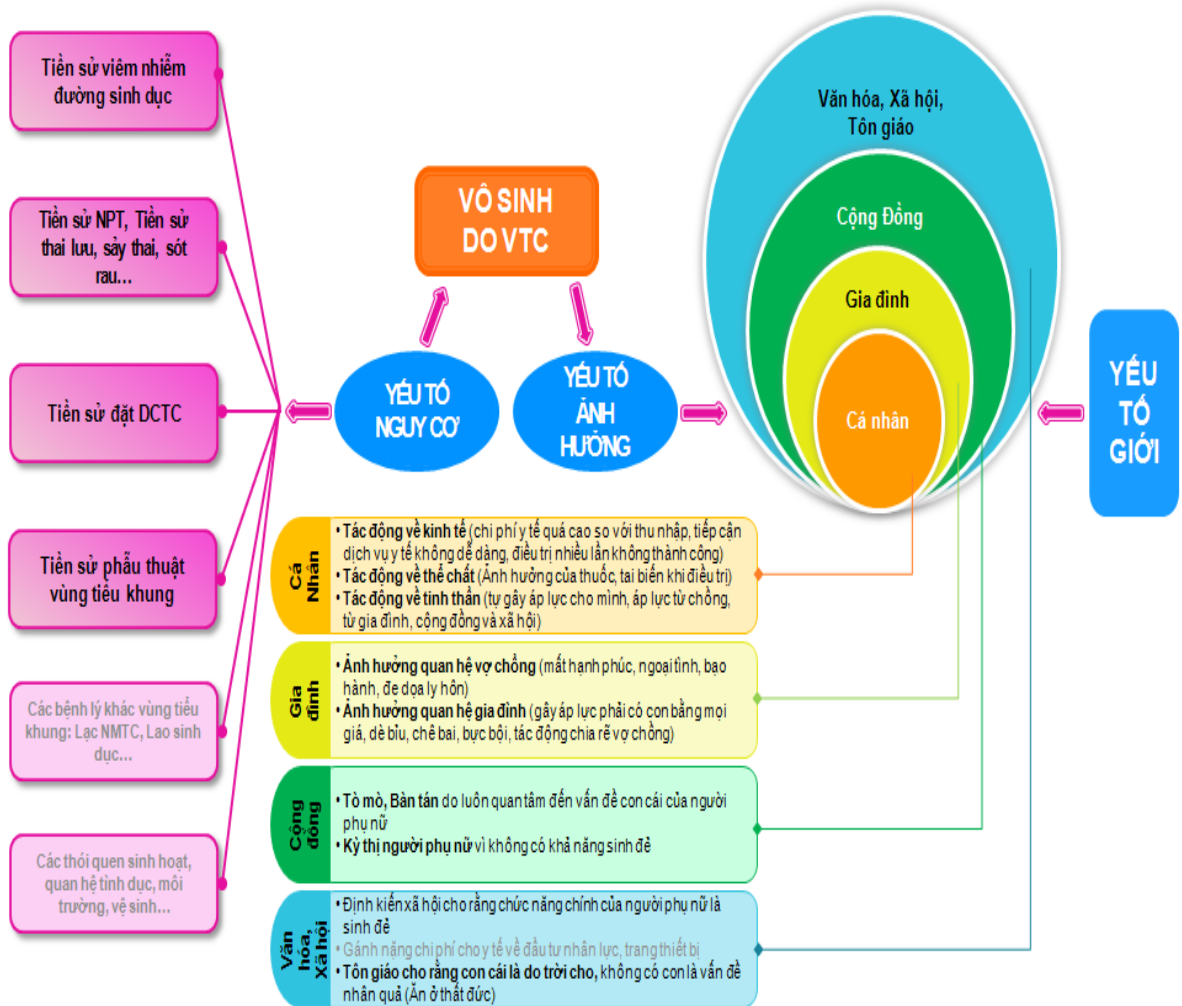 Tiền sử viêm nhiễm
đường sinh dục
Tiền sử NPT, Tiền sử
thai lưu, sảy thai, sót
rau...
Tiền sử đặt DCTC
Tiền sử phẫu thuật
vùng tiểu khung
Các bệnh lý khác vùng tiểu
khung: Lạc NMTC, Lao sinh
dục...
Các thói quen sinh hoạt,
quan hệ tình dục, môi
trường, vệ sinh...
VÔ SINH
DO VTC
YẾU TỐ
NGUY CƠ
YẾU TỐ
ẢNH
HƯỞNG
Văn hóa, Xã hội,
Tôn giáo
Cộng Đồng
Gia đình
Cá nhân
YẾU
TỐ
GIỚI
Cá
Nhân
• Tác động về kinh tế (chi phí y tế quá cao so với thu nhập, tiếp cận
dịch vụ y tế không dễ dàng, điều trị nhiều lần không thành công)
• Tác động về thể chất (Ảnh hưởng của thuốc, tai biến khi điều trị)
• Tác động về tinh thần (tự gây áp lực cho mình, áp lực từ chồng,
từ gia đình, cộng đồng và xã hội)
Gia
đình
• Ảnh hưởng quan hệ vợ chồng (mất hạnh phúc, ngoại tình, bạo
hành, đe dọa ly hôn)
• Ảnh hưởng quan hệ gia đình (gây áp lực phải có con bằng mọi
giá, dè bỉu, chê bai, bực bội, tác động chia rẽ vợ chồng)
Cộng
đồng
• Tò mò, Bàn tán do luôn quan tâm đến vấn đề con cái của người
phụ nữ
• Kỳ thị người phụ nữ vì không có khả năng sinh đẻ
Văn
hóa,
Xã hội
• Định kiến xã hội cho rằng chức năng chính của người phụ nữ là
sinh đẻ
• Gánh nặng chi phí cho y tế về đầu tư nhân lực, trang thiết bị
• Tôn giáo cho rằng con cái là do trời cho, không có con là vấn đề
nhân quả (Ăn ở thất đức)